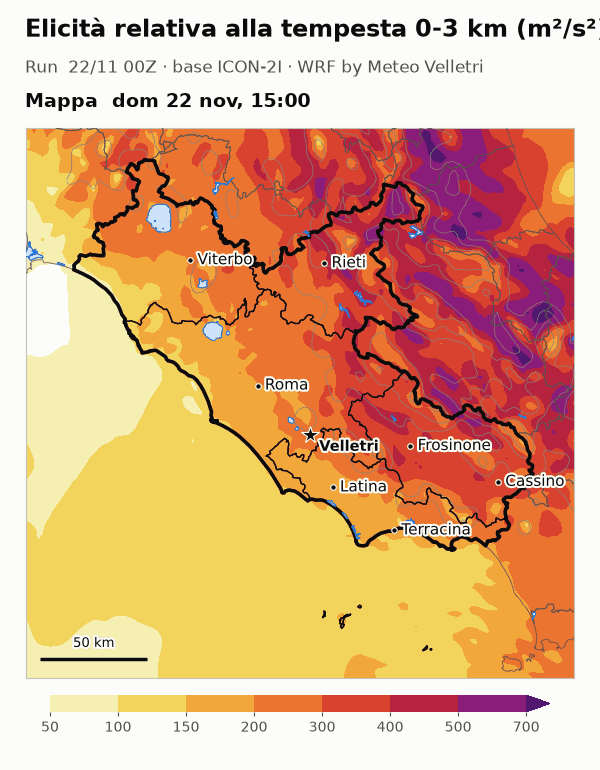 Elicità relativa alla tempesta 0-3 km (m²/s²)
Run  22/11 00Z · base ICON-2I · WRF by Meteo Velletri
Mappa  dom 22 nov, 15:00
Viterbo
Rieti
Roma
Velletri
Frosinone
Cassino
Latina
Terracina
50 km
50 100 150 200 300 400 500 700